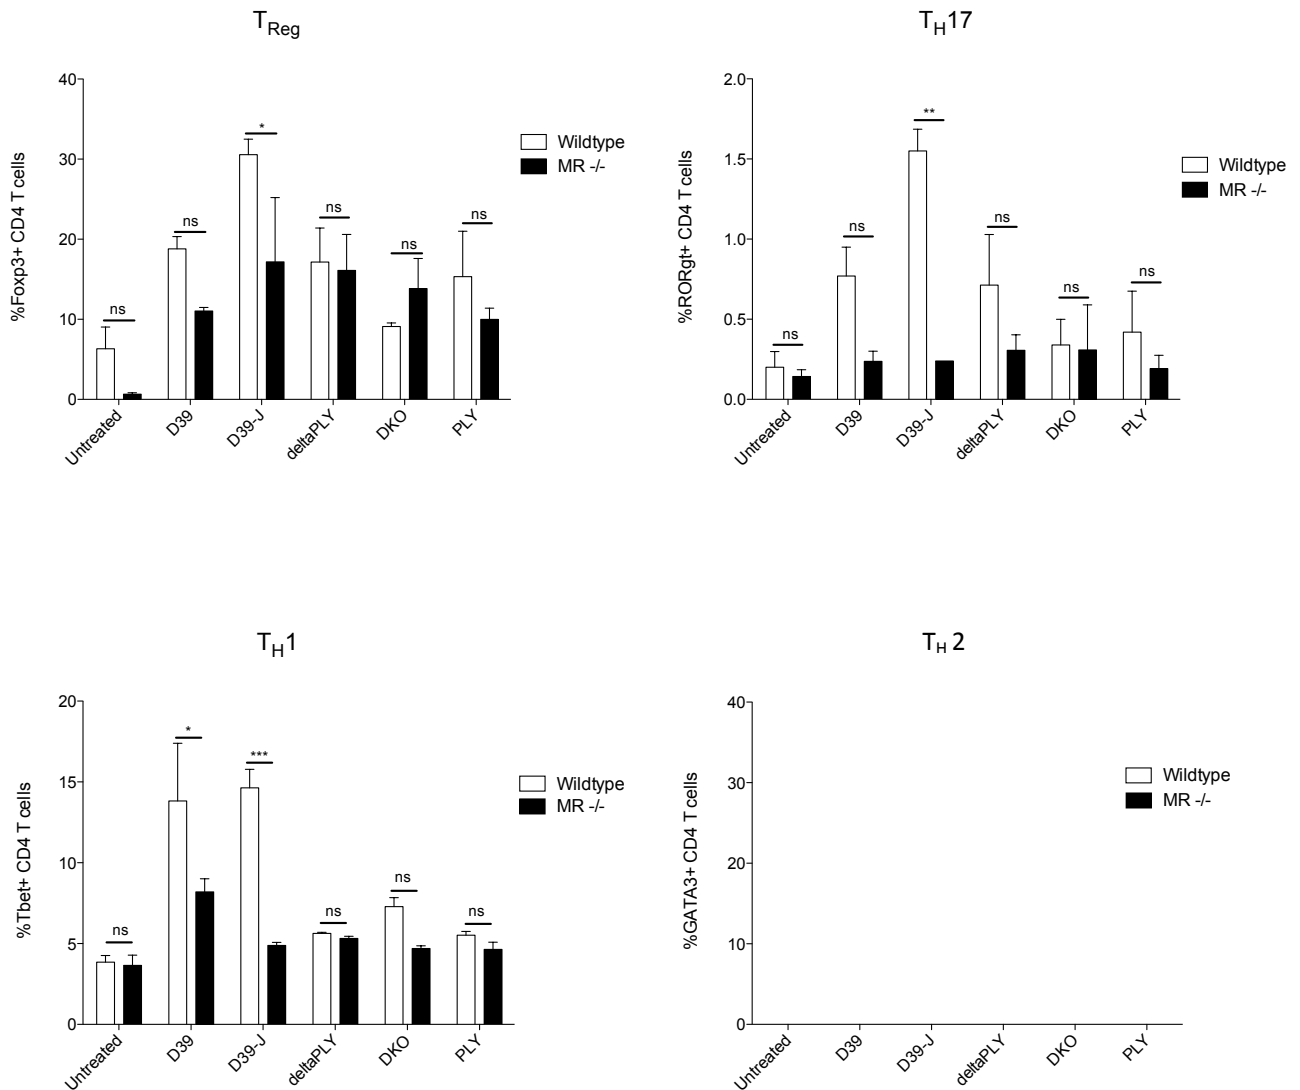 T_Reg
%Foxp3+ CD4 T cells
40
30
20
10
0
ns
ns
*
ns
ns
ns
Untreated
D39
D39-J
deltaPLY
DKO
PLY
Wildtype
MR -/-
T_H17
%RORgt+ CD4 T cells
2.0
1.5
1.0
0.5
0.0
ns
ns
**
ns
ns
ns
Untreated
D39
D39-J
deltaPLY
DKO
PLY
Wildtype
MR -/-
T_H1
%Tbet+ CD4 T cells
20
15
10
5
0
ns
*
***
ns
ns
ns
Untreated
D39
D39-J
deltaPLY
DKO
PLY
Wildtype
MR -/-
T_H 2
%GATA3+ CD4 T cells
40
30
20
10
0
Untreated
D39
D39-J
deltaPLY
DKO
PLY
Wildtype
MR -/-